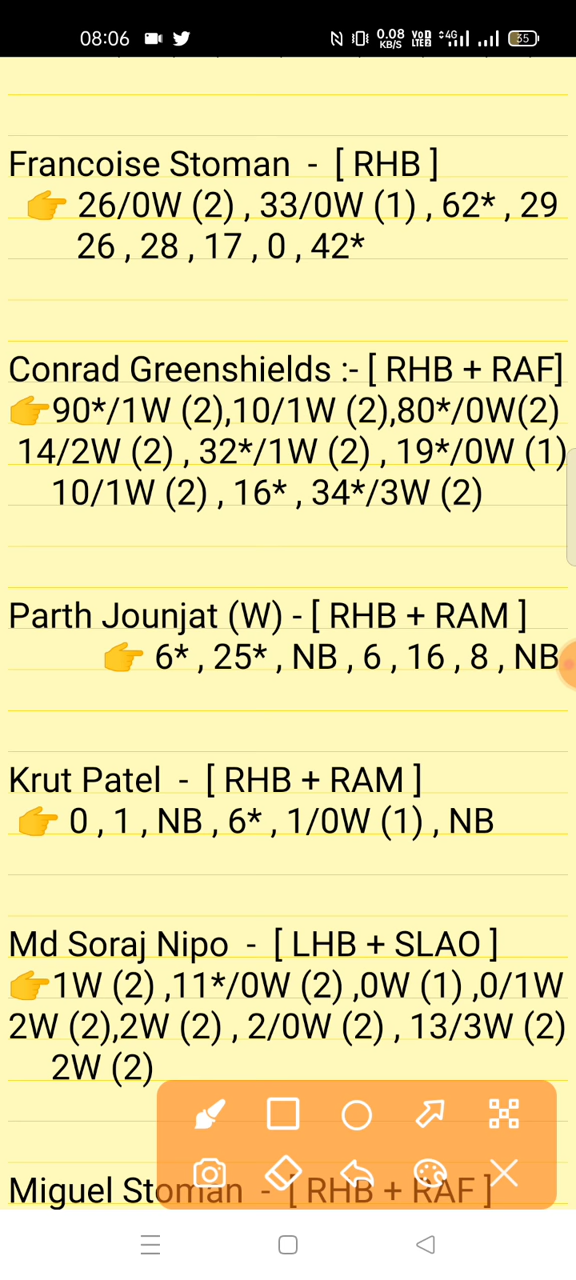 08:06 0.08 KB/S VoD LTE2 4G 35
Francoise Stoman - [ RHB ]
👉 26/0W (2) , 33/0W (1) , 62* , 29
26 , 28 , 17 , 0 , 42*
Conrad Greenshields :- [ RHB + RAF]
👉90*/1W (2),10/1W (2),80*/0W(2)
14/2W (2) , 32*/1W (2) , 19*/0W (1)
10/1W (2) , 16* , 34*/3W (2)
Parth Jounjat (W) - [ RHB + RAM ]
👉 6* , 25* , NB , 6 , 16 , 8 , NB
Krut Patel - [ RHB + RAM ]
👉 0 , 1 , NB , 6* , 1/0W (1) , NB
Md Soraj Nipo - [ LHB + SLAO ]
👉1W (2) ,11*/0W (2) ,0W (1) ,0/1W
2W (2),2W (2) , 2/0W (2) , 13/3W (2)
2W (2)
Miguel Stoman - [ RHB + RAF ]